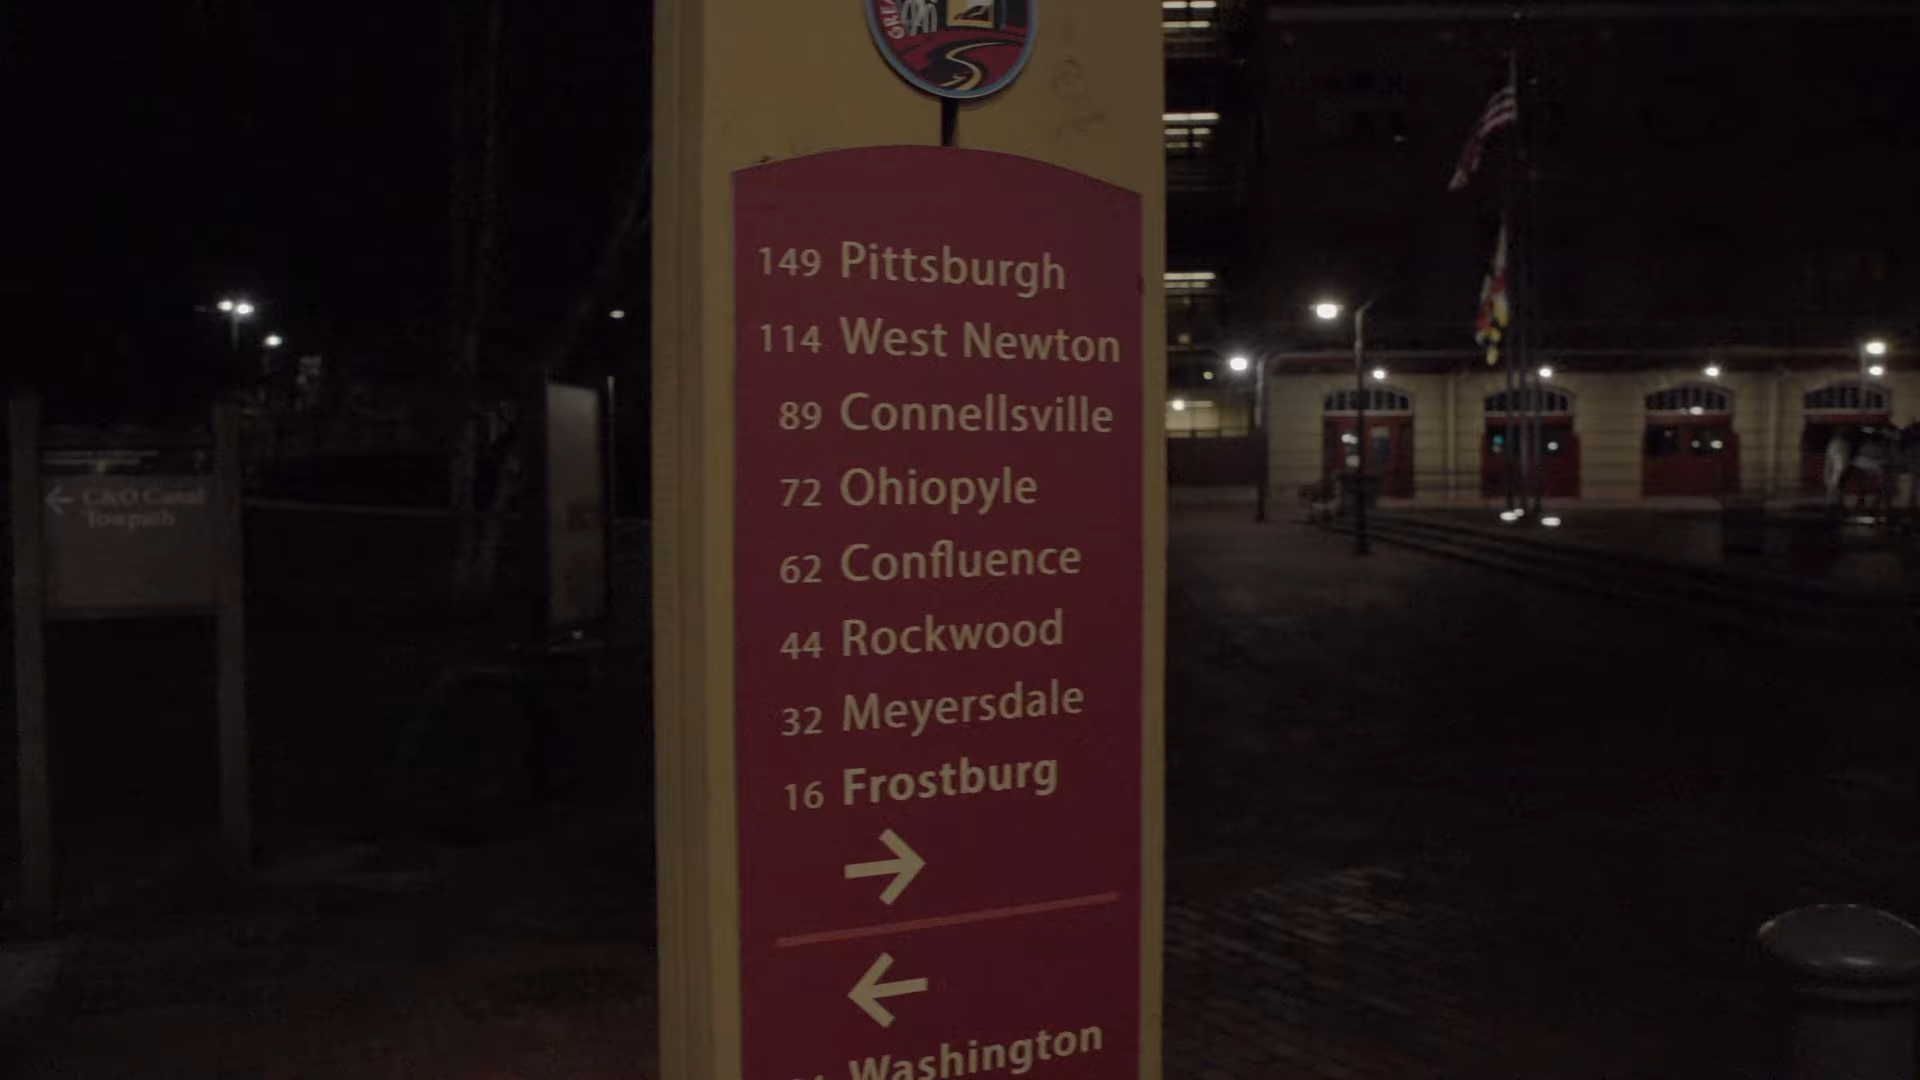 GREA
149 Pittsburgh
114 West Newton
89 Connellsville
72 Ohiopyle
62 Confluence
44 Rockwood
32 Meyersdale
16 Frostburg
→
←
Washington
← C&O Canal
Towpath